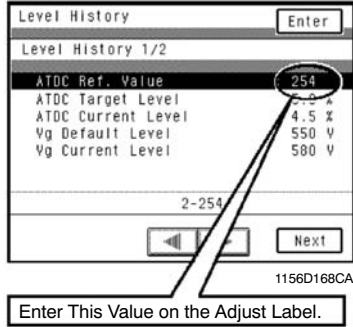 Level History
Enter
Level History 1/2
ATDC Ref. Value 254
ATDC Target Level %
ATDC Current Level 4.5 %
Vg Default Level 550 V
Vg Current Level 580 V
2-254
Next
1156D168CA
Enter This Value on the Adjust Label.